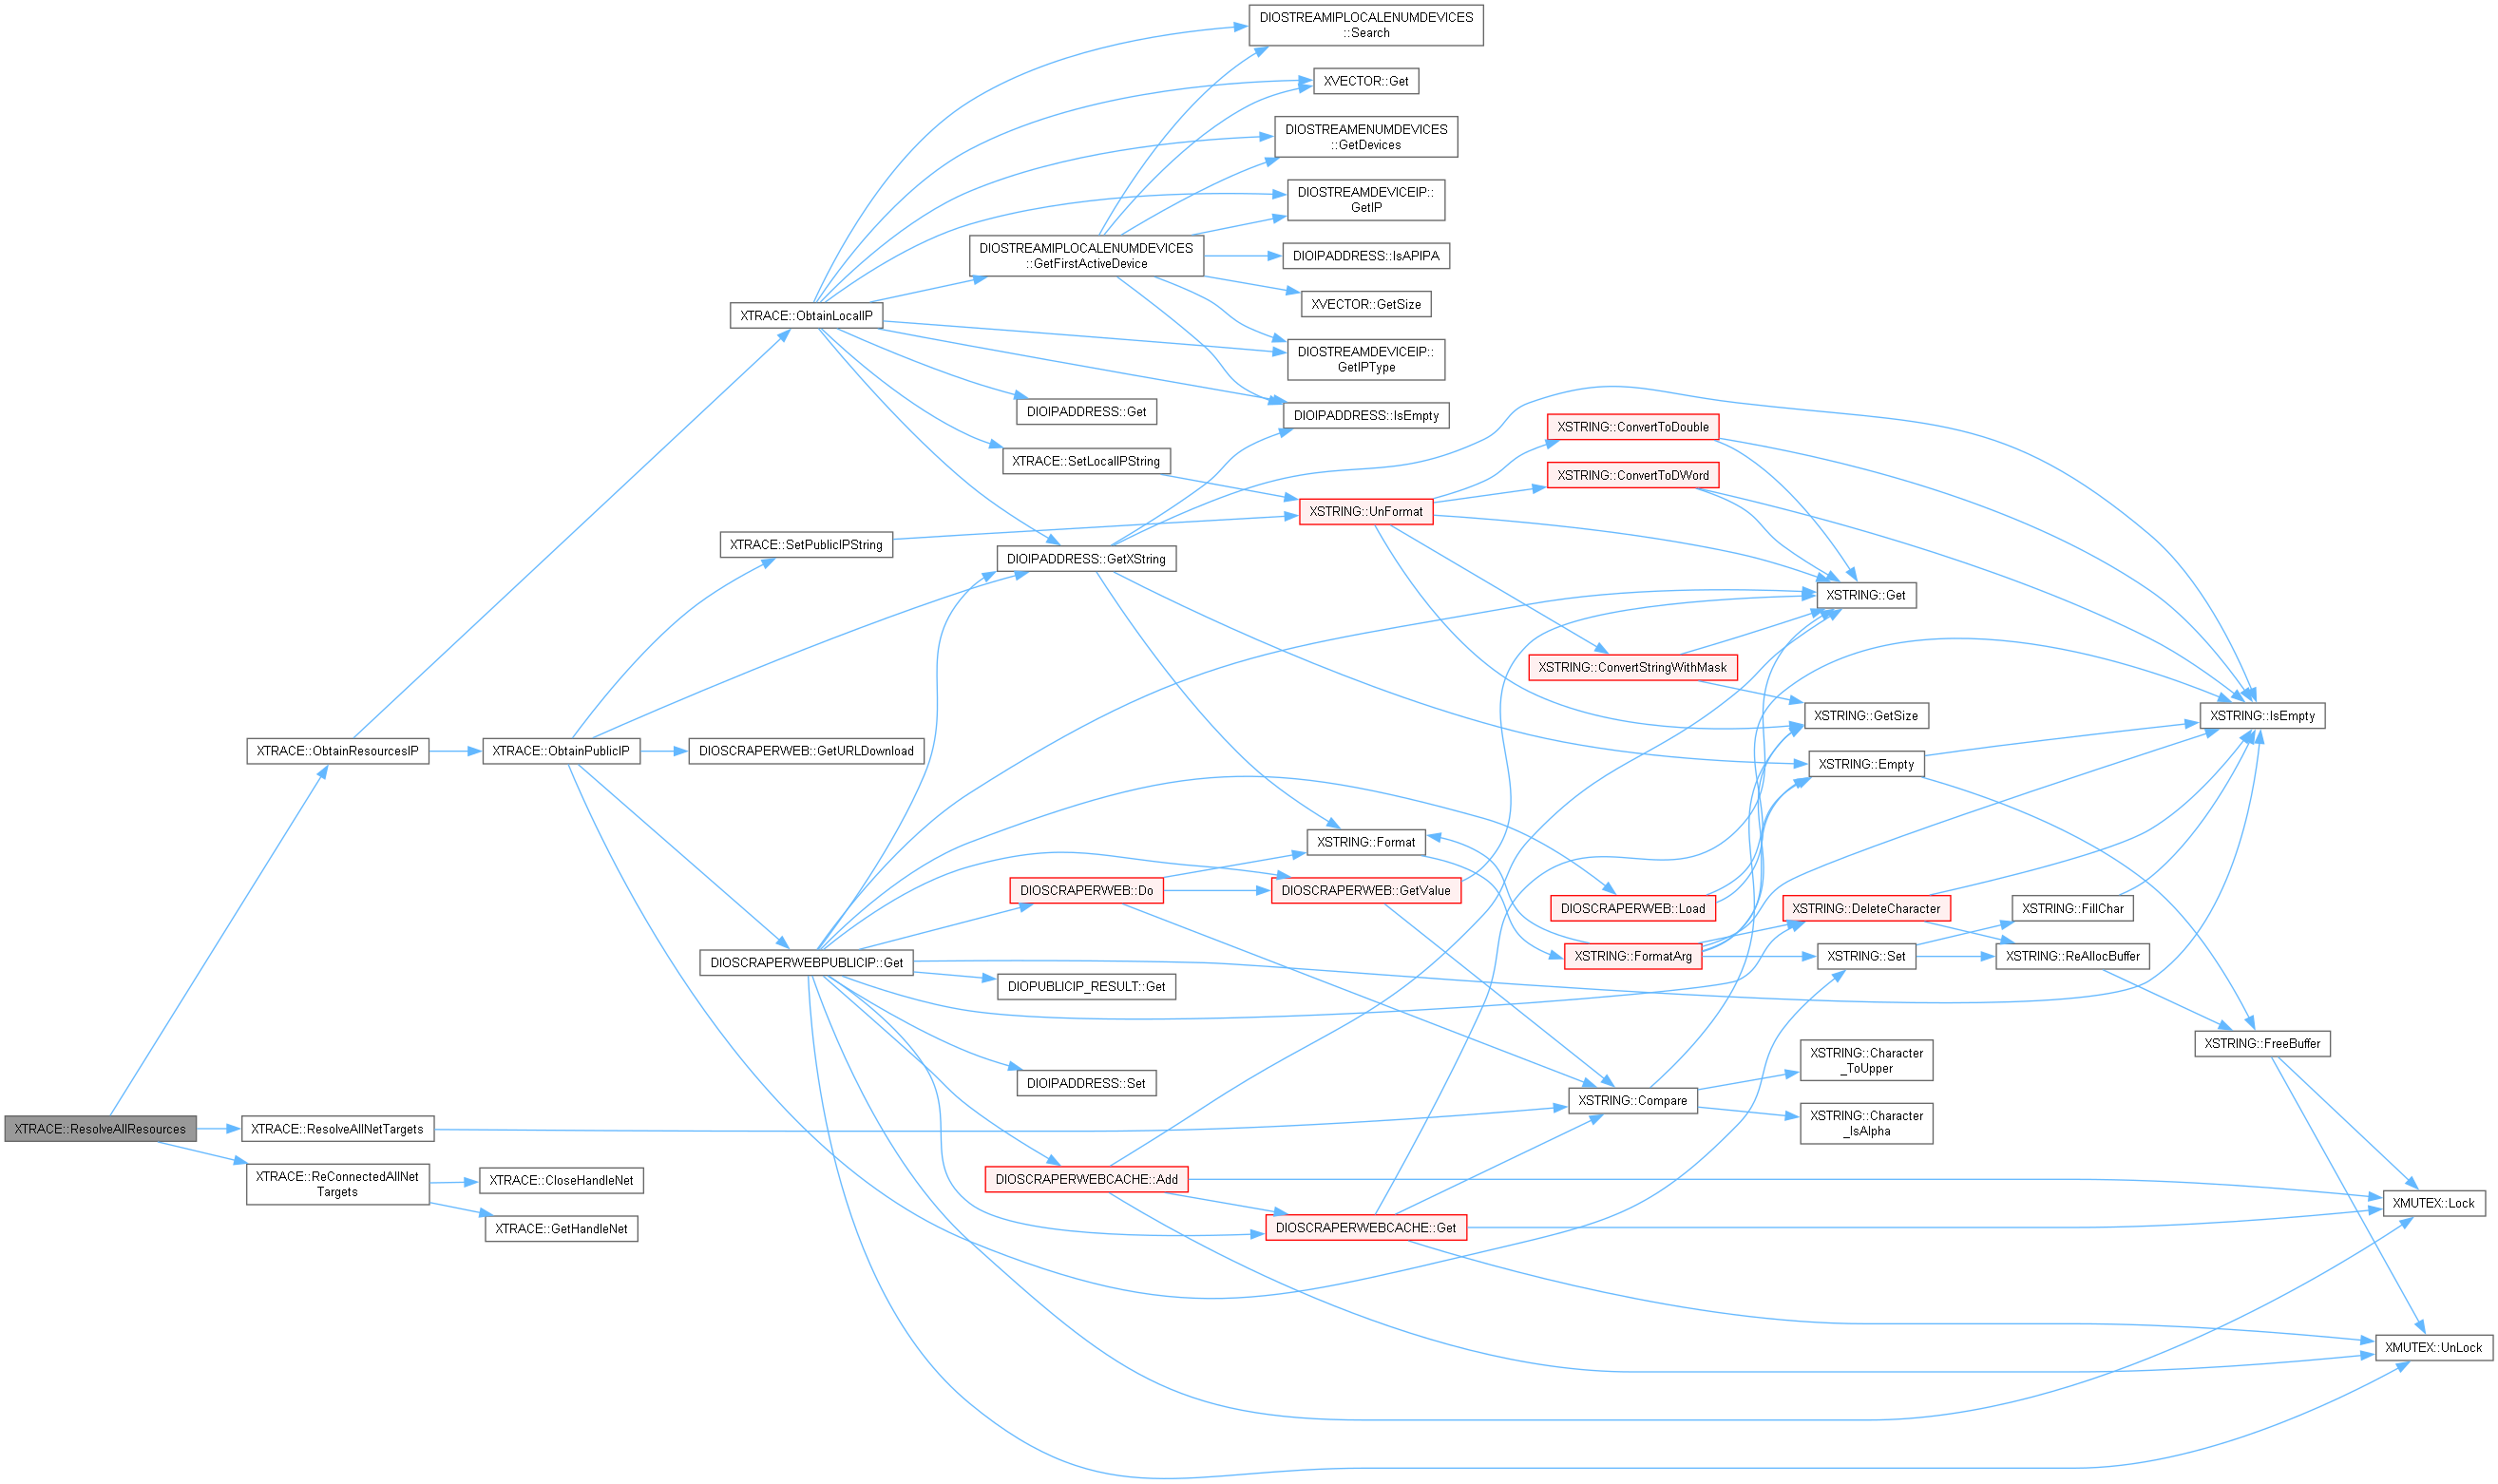 DIOSTREAMIPLOCALENUMDEVICES
::Search
XVECTOR::Get
DIOSTREAMENUMDEVICES
::GetDevices
DIOSTREAMDEVICEIP::
GetIP
DIOSTREAMIPLOCALENUMDEVICES
::GetFirstActiveDevice
DIOIPADDRESS::IsAPIPA
XVECTOR::GetSize
XTRACE::ObtainLocalIP
DIOSTREAMDEVICEIP::
GetIPType
DIOIPADDRESS::Get
DIOIPADDRESS::IsEmpty
XSTRING::ConvertToDouble
XTRACE::SetLocalIPString
XSTRING::ConvertToDWord
XSTRING::UnFormat
XTRACE::SetPublicIPString
DIOIPADDRESS::GetXString
XSTRING::Get
XSTRING::ConvertStringWithMask
XSTRING::GetSize
XSTRING::IsEmpty
XTRACE::ObtainResourcesIP
XTRACE::ObtainPublicIP
DIOSCRAPERWEB::GetURLDownload
XSTRING::Empty
XSTRING::Format
DIOSCRAPERWEB::Do
DIOSCRAPERWEB::GetValue
DIOSCRAPERWEB::Load
XSTRING::DeleteCharacter
XSTRING::FillChar
DIOSCRAPERWEBPUBLICIP::Get
XSTRING::FormatArg
XSTRING::Set
XSTRING::ReAllocBuffer
DIOPUBLICIP_RESULT::Get
XSTRING::FreeBuffer
XSTRING::Character
_ToUpper
DIOIPADDRESS::Set
XSTRING::Compare
XSTRING::Character
_IsAlpha
XTRACE::ResolveAllResources
XTRACE::ResolveAllNetTargets
XTRACE::ReConnectedAllNet
Targets
XTRACE::CloseHandleNet
DIOSCRAPERWEBCACHE::Add
XMUTEX::Lock
XTRACE::GetHandleNet
DIOSCRAPERWEBCACHE::Get
XMUTEX::UnLock